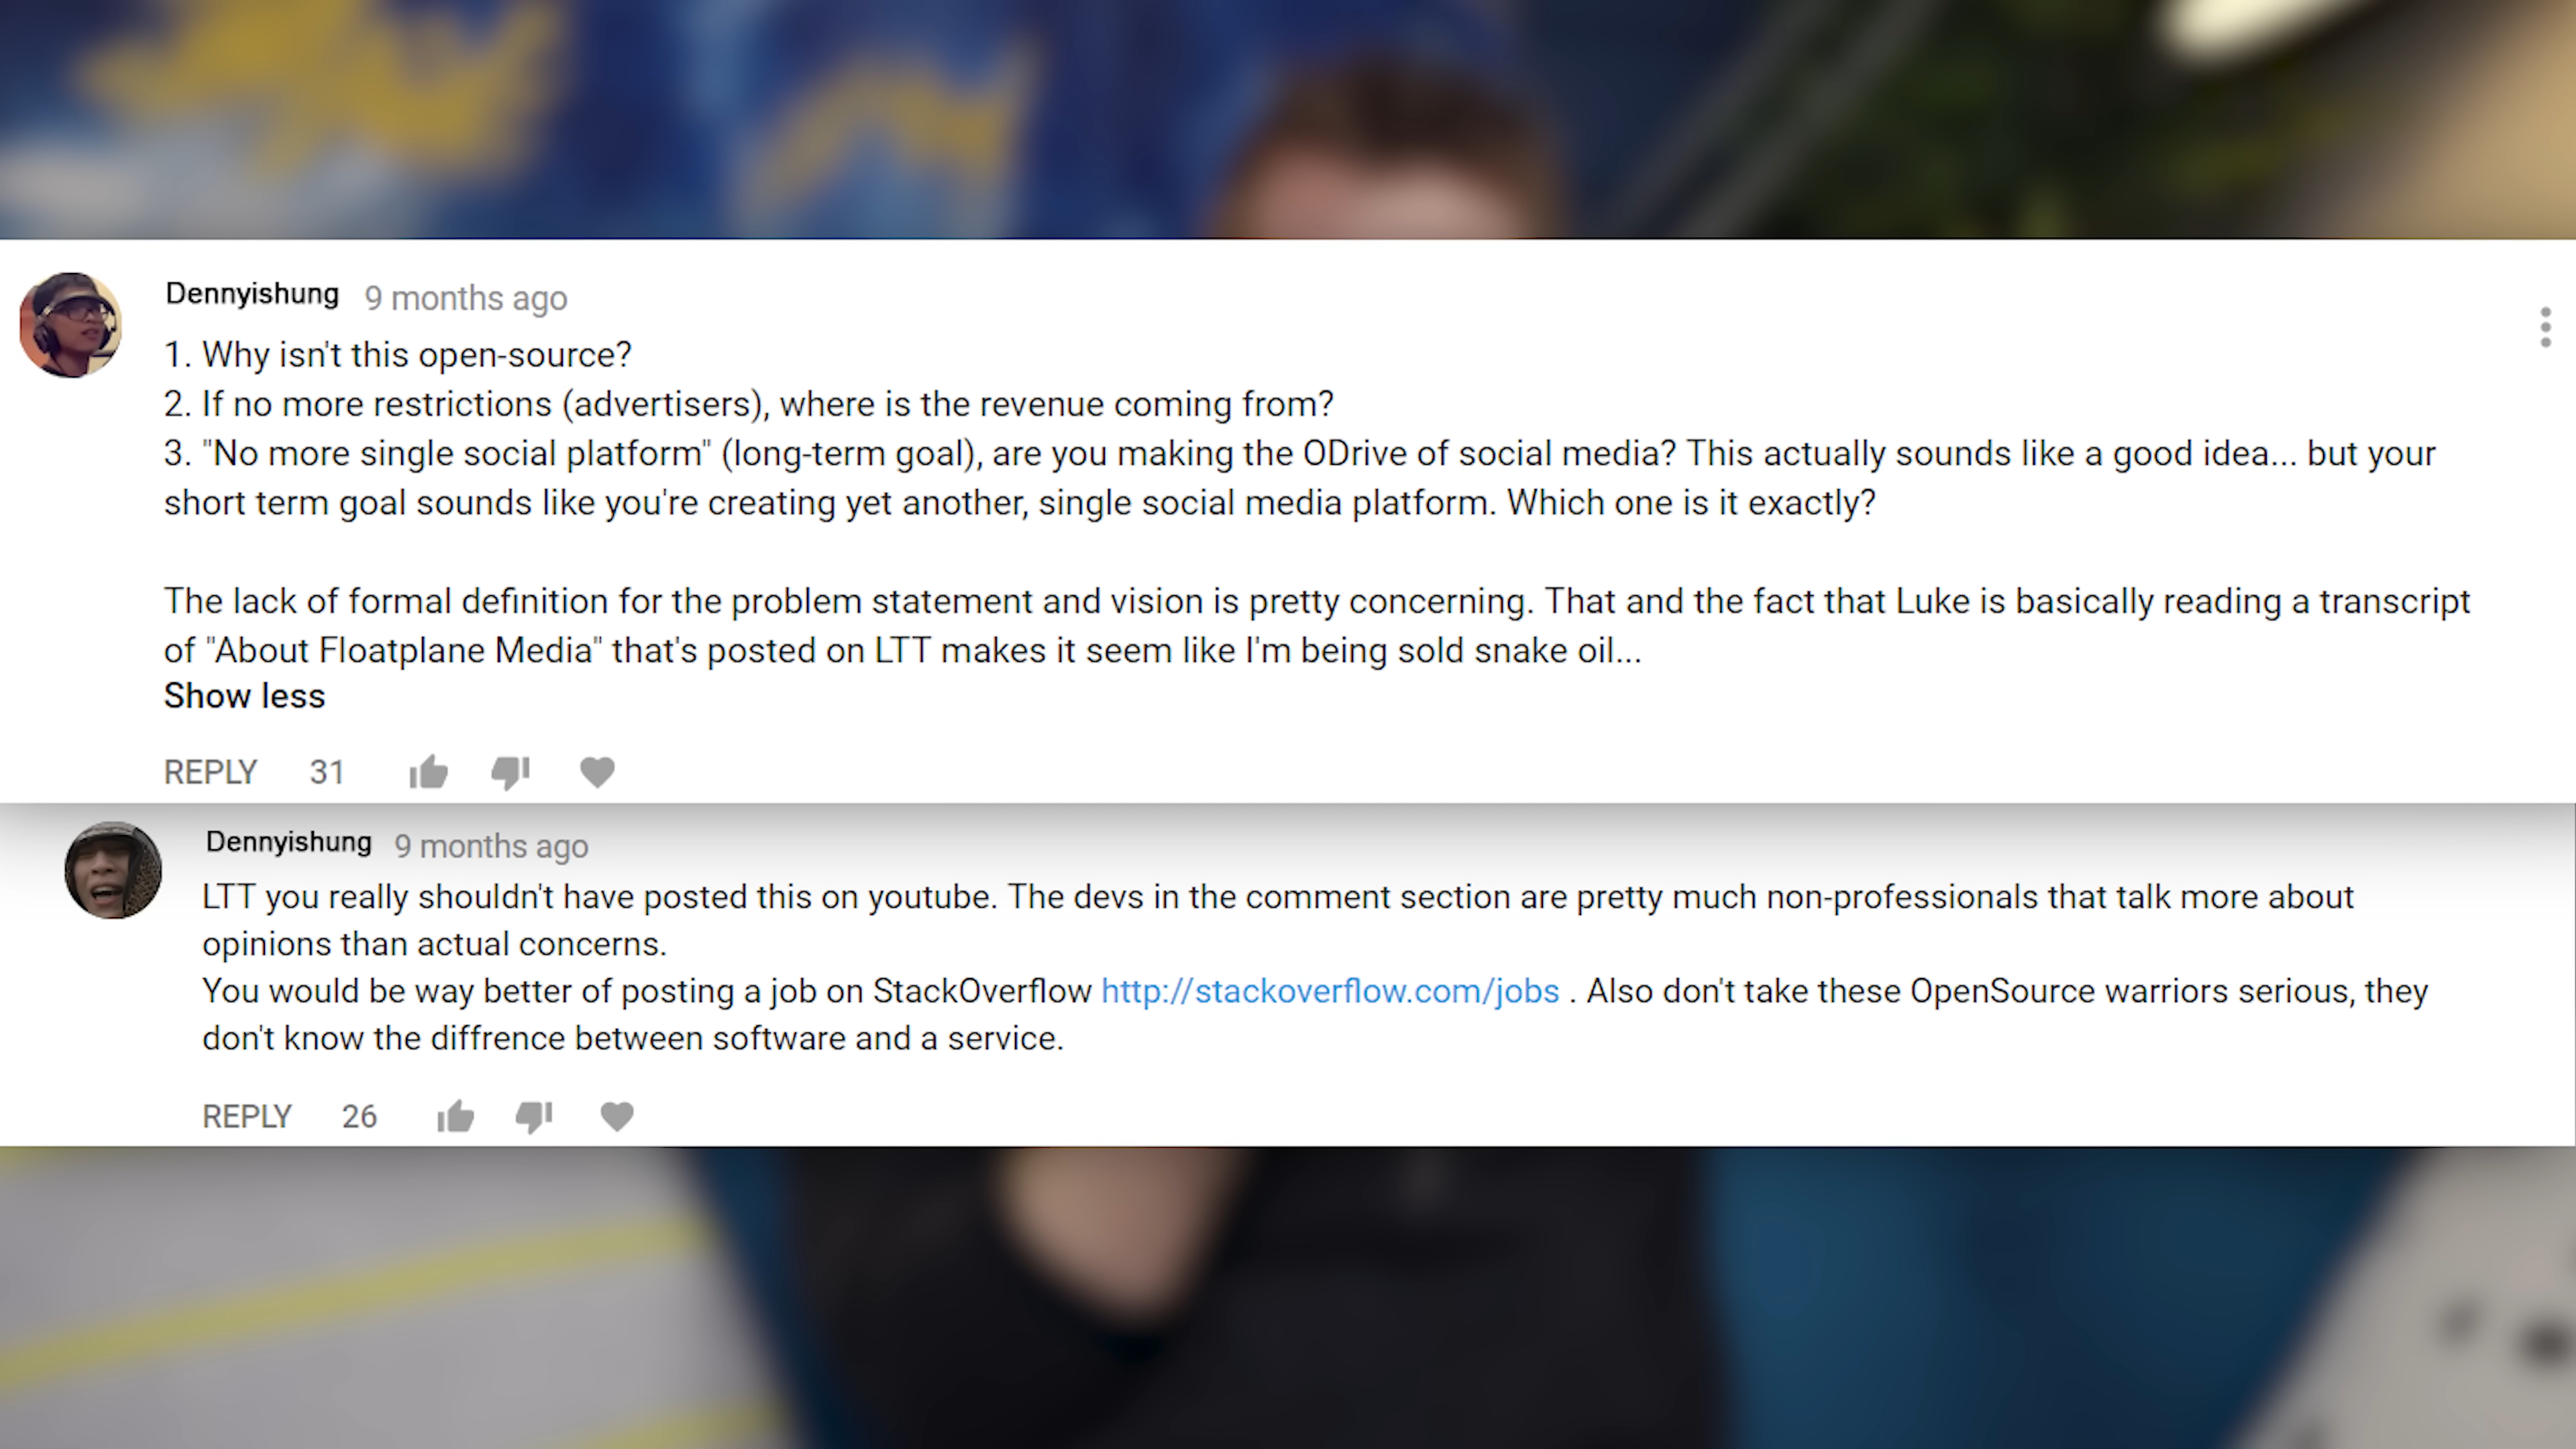 Dennyishung 9 months ago
1. Why isn't this open-source?
2. If no more restrictions (advertisers), where is the revenue coming from?
3. "No more single social platform" (long-term goal), are you making the ODrive of social media? This actually sounds like a good idea... but your
short term goal sounds like you're creating yet another, single social media platform. Which one is it exactly?
The lack of formal definition for the problem statement and vision is pretty concerning. That and the fact that Luke is basically reading a transcript
of "About Floatplane Media" that's posted on LTT makes it seem like I'm being sold snake oil...
Show less
REPLY 31
Dennyishung 9 months ago
LTT you really shouldn't have posted this on youtube. The devs in the comment section are pretty much non-professionals that talk more about
opinions than actual concerns.
You would be way better of posting a job on StackOverflow http://stackoverflow.com/jobs . Also don't take these OpenSource warriors serious, they
don't know the diffrence between software and a service.
REPLY 26